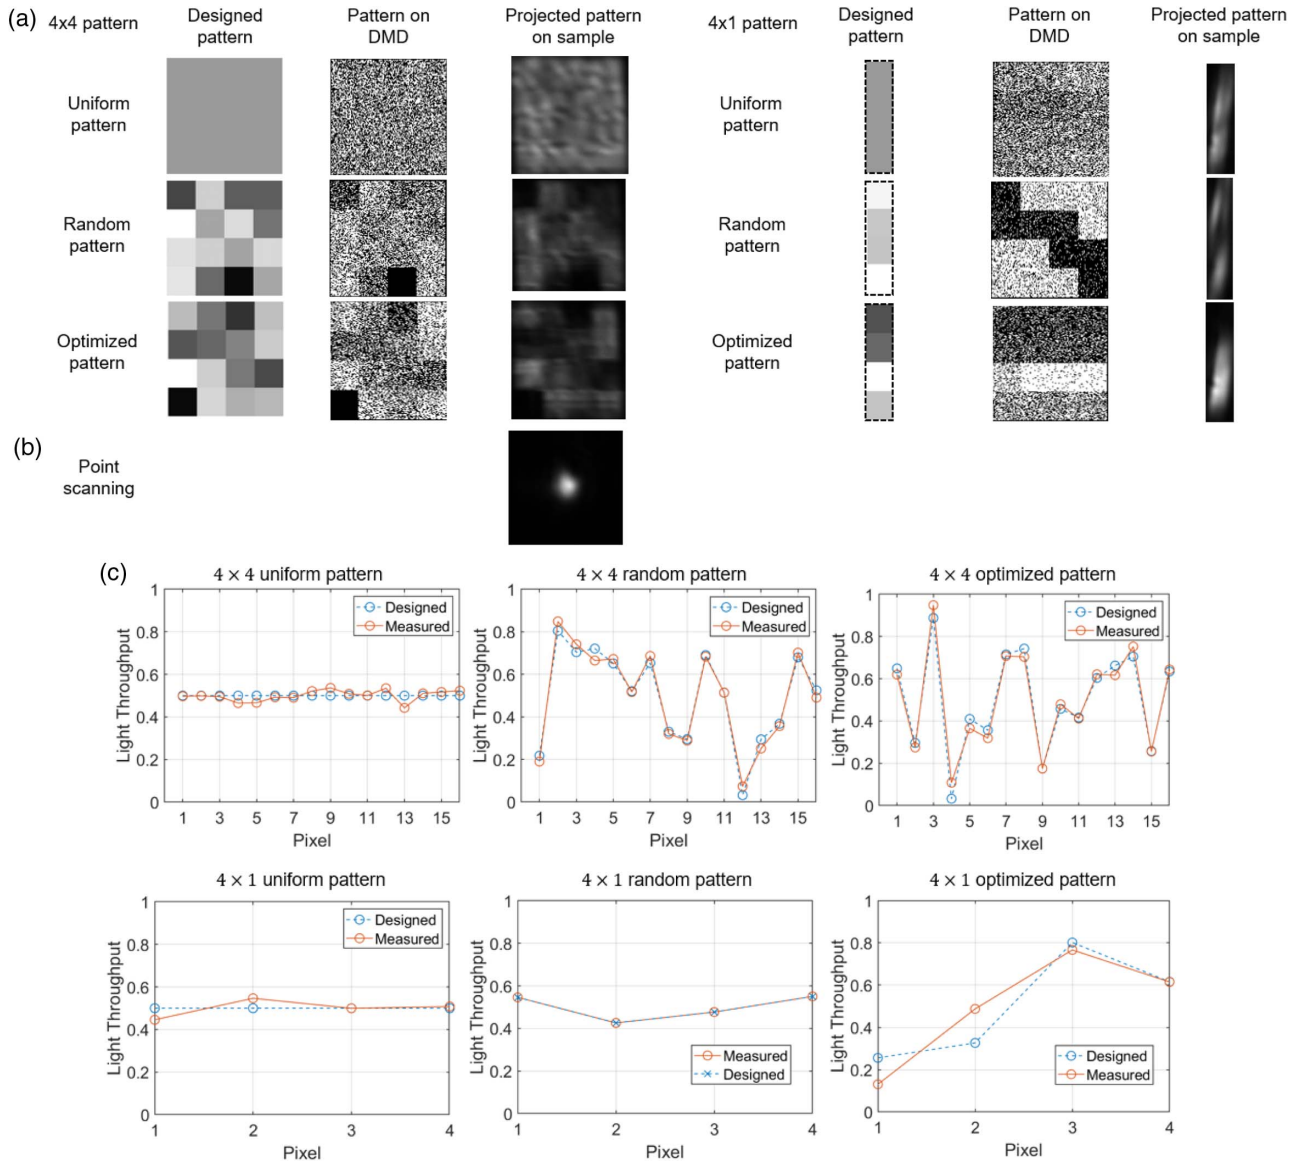 (a)
4x4 pattern
Designed
pattern
Pattern on
DMD
Projected pattern
on sample
4x1 pattern
Designed
pattern
Pattern on
DMD
Projected pattern
on sample
Uniform
pattern
Uniform
pattern
Random
pattern
Random
pattern
Optimized
pattern
Optimized
pattern
(b)
Point
scanning
(c)
4 × 4 uniform pattern
1
0.8
0.6
0.4
0.2
0
Light Throughput
Designed
Measured
1 3 5 7 9 11 13 15
Pixel
4 × 4 random pattern
1
0.8
0.6
0.4
0.2
0
Light Throughput
Designed
Measured
1 3 5 7 9 11 13 15
Pixel
4 × 4 optimized pattern
1
0.8
0.6
0.4
0.2
0
Light Throughput
Designed
Measured
1 3 5 7 9 11 13 15
Pixel
4 × 1 uniform pattern
1
0.8
0.6
0.4
0.2
0
Light Throughput
Designed
Measured
1 2 3 4
Pixel
4 × 1 random pattern
1
0.8
0.6
0.4
0.2
0
Light Throughput
Measured
Designed
1 2 3 4
Pixel
4 × 1 optimized pattern
1
0.8
0.6
0.4
0.2
0
Light Throughput
Designed
Measured
1 2 3 4
Pixel